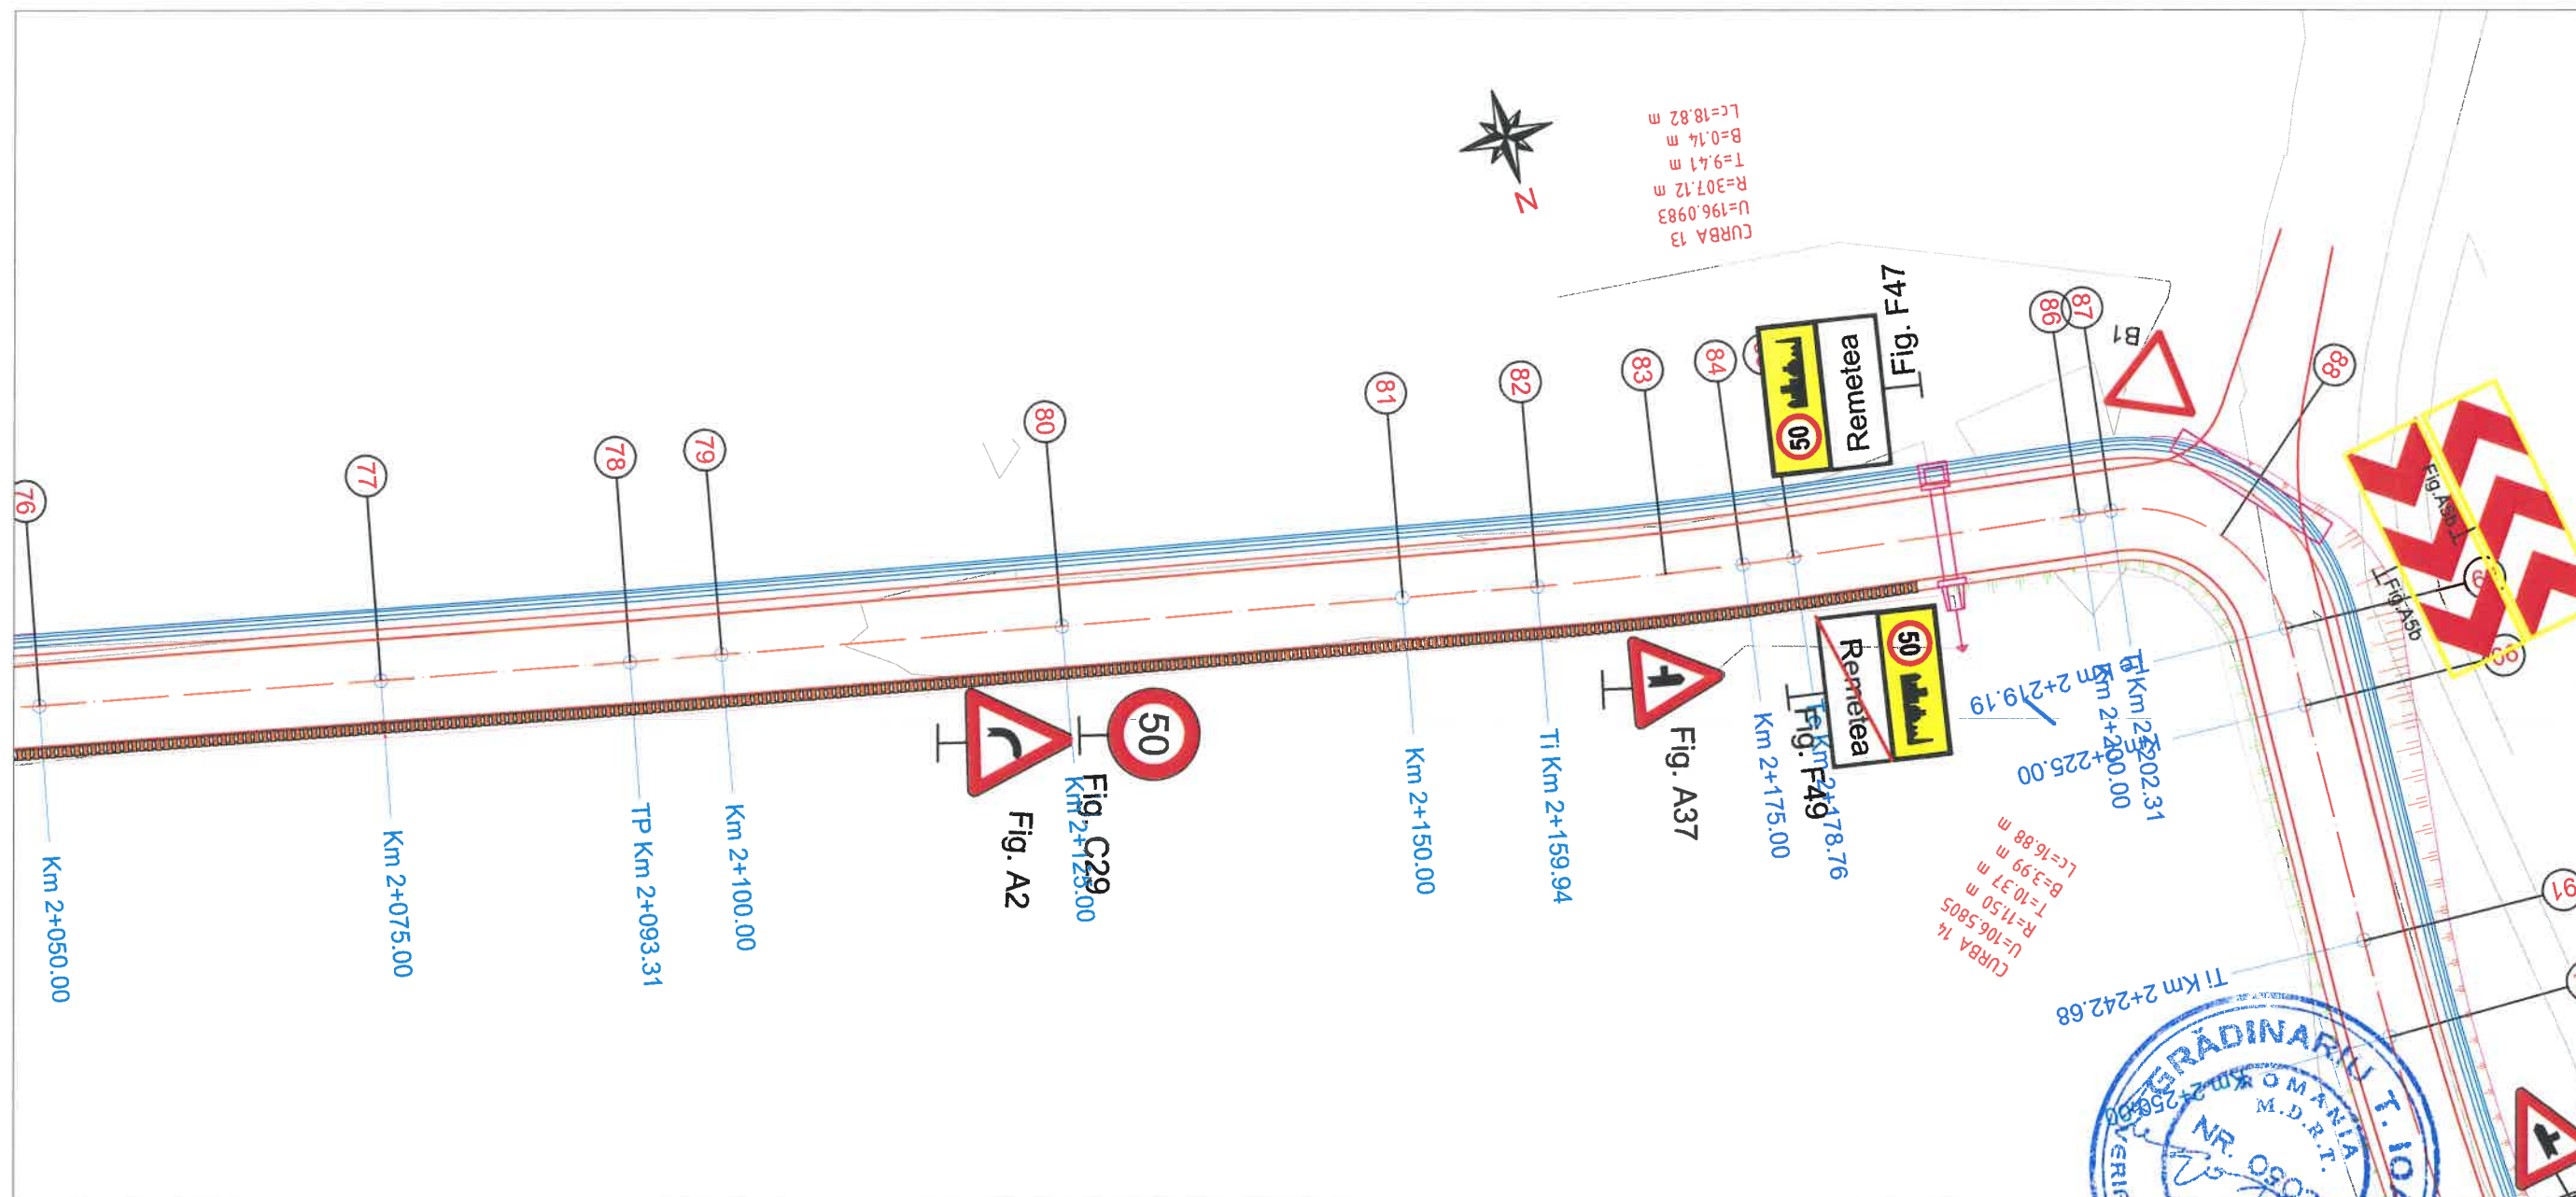 CURBA 13
U=196.0983
R=307.12 m
T=9.41 m
B=0.14 m
Lc=18.82 m
N
76
77
78
79
80
81
82
83
84
86
87
88
91
Remetea
50
Fig. F47
B1
Fig.A5b
Fig.A5b
90
50
Remetea
Fig. F49
Fig. A37
50
Fig. C29
Fig. A2
Km 2+050.00
Km 2+075.00
TP Km 2+093.31
Km 2+100.00
Km 2+125.00
Km 2+150.00
Ti Km 2+159.94
Km 2+175.00
Te Km 2+178.76
Km 2+200.00
Ti Km 2+202.31
Km 2+219.19
2+225.00
Ti Km 2+242.68
Km 2+250.00
CURBA 14
U=106.5805
R=11.50 m
T=10.37 m
B=3.99 m
Lc=16.88 m
GRĂDINARIU T.
ROMANIA
M.D.R.T.
NR.